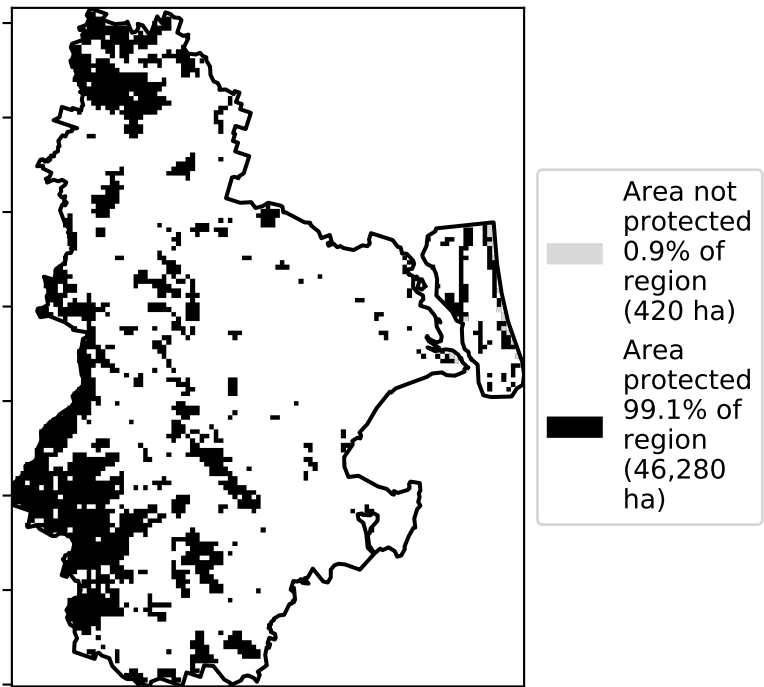 Area not
protected
0.9% of
region
(420 ha)
Area
protected
99.1% of
region
(46,280
ha)